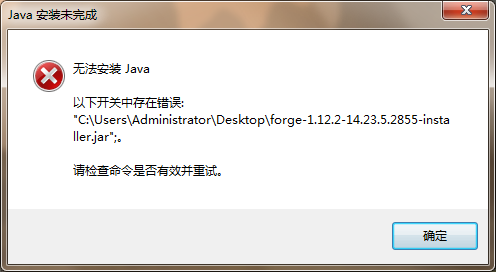 Java 安装未完成
无法安装 Java
以下开关中存在错误:
"C:\Users\Administrator\Desktop\forge-1.12.2-14.23.5.2855-insta
ller.jar";。
请检查命令是否有效并重试。
确定